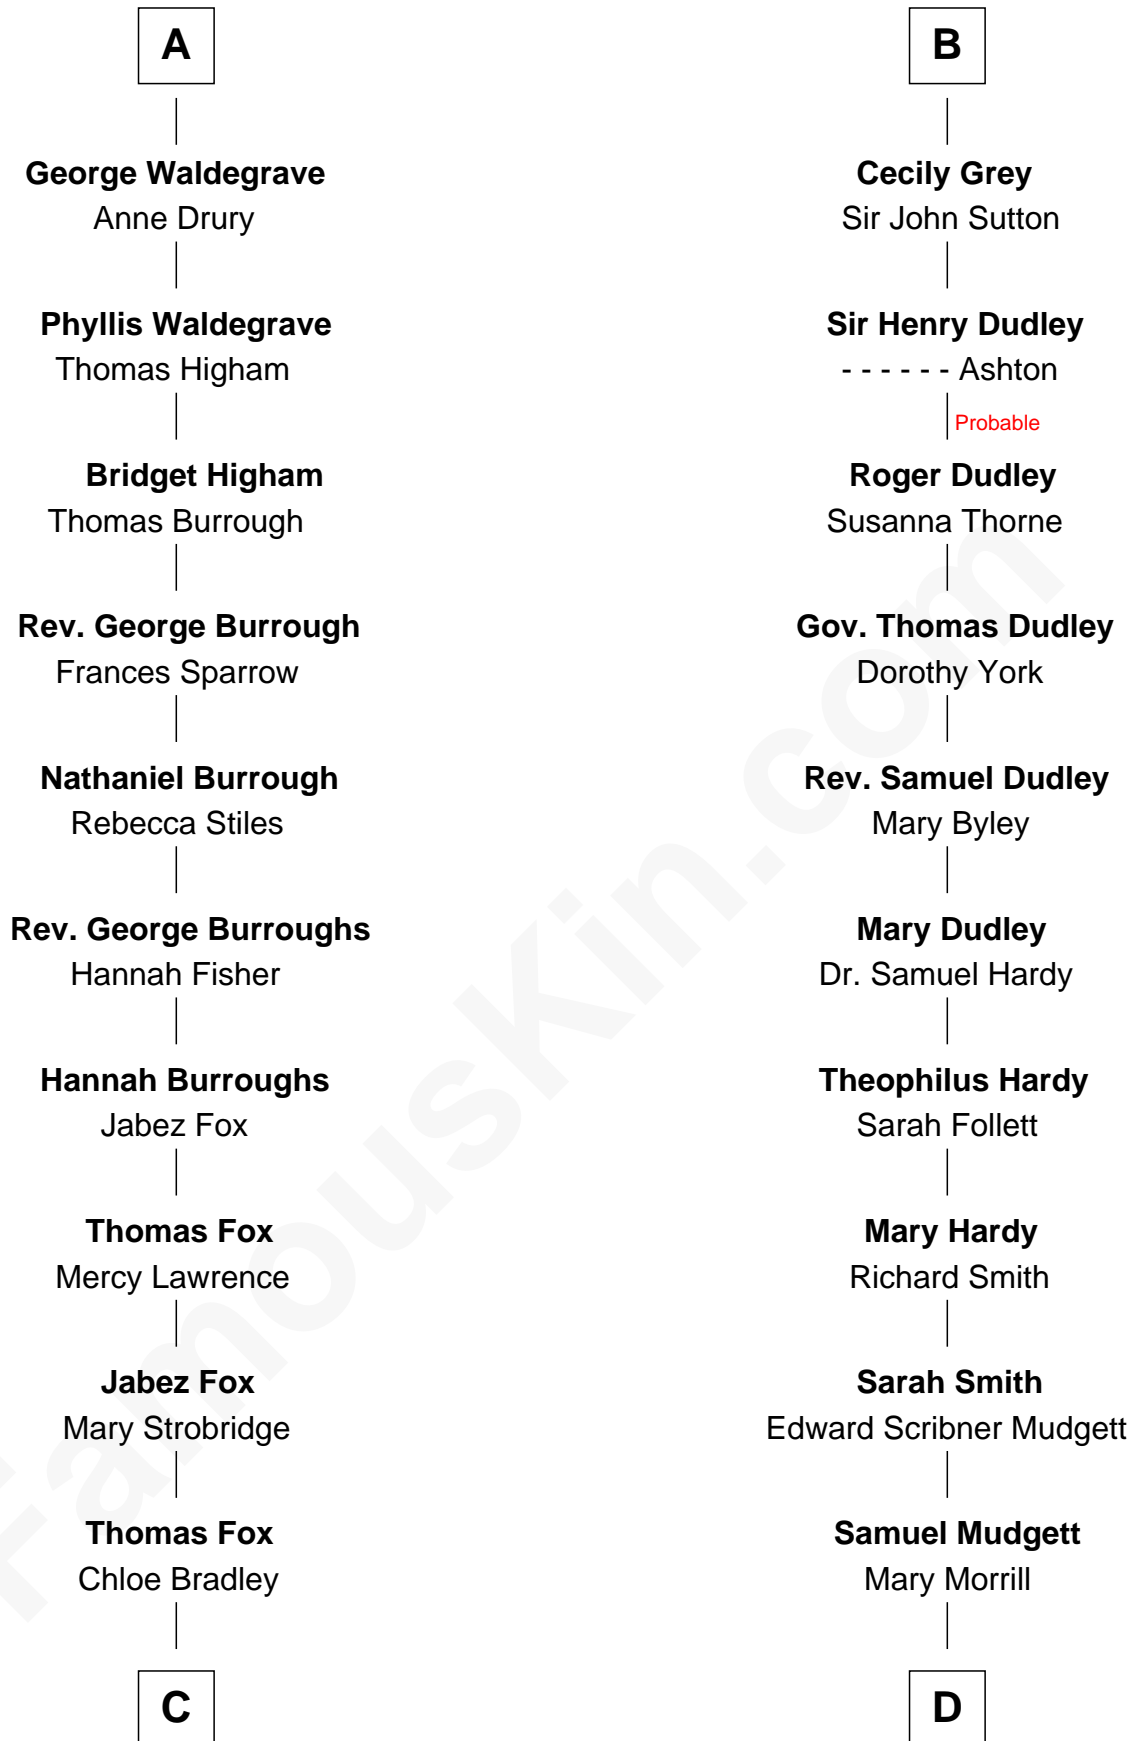 A
George Waldegrave
Anne Drury
Phyllis Waldegrave
Thomas Higham
Bridget Higham
Thomas Burrough
Rev. George Burrough
Frances Sparrow
Nathaniel Burrough
Rebecca Stiles
Rev. George Burroughs
Hannah Fisher
Hannah Burroughs
Jabez Fox
Thomas Fox
Mercy Lawrence
Jabez Fox
Mary Strobridge
Thomas Fox
Chloe Bradley
C
B
Cecily Grey
Sir John Sutton
Sir Henry Dudley
- - - - - - Ashton
Probable
Roger Dudley
Susanna Thorne
Gov. Thomas Dudley
Dorothy York
Rev. Samuel Dudley
Mary Byley
Mary Dudley
Dr. Samuel Hardy
Theophilus Hardy
Sarah Follett
Mary Hardy
Richard Smith
Sarah Smith
Edward Scribner Mudgett
Samuel Mudgett
Mary Morrill
D
FamousKin.com